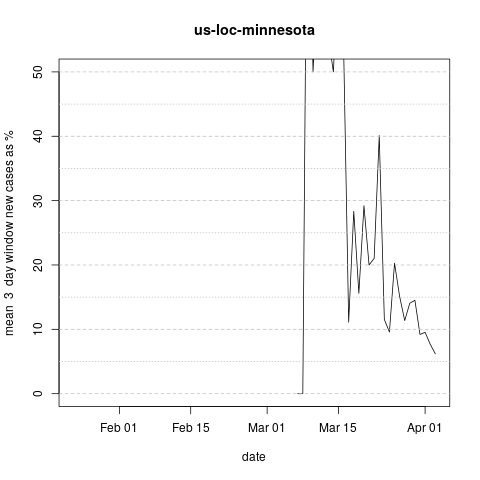 us-loc-minnesota
mean 3 day window new cases as %
50
40
30
20
10
0
Feb 01 Feb 15 Mar 01 Mar 15 Apr 01
date